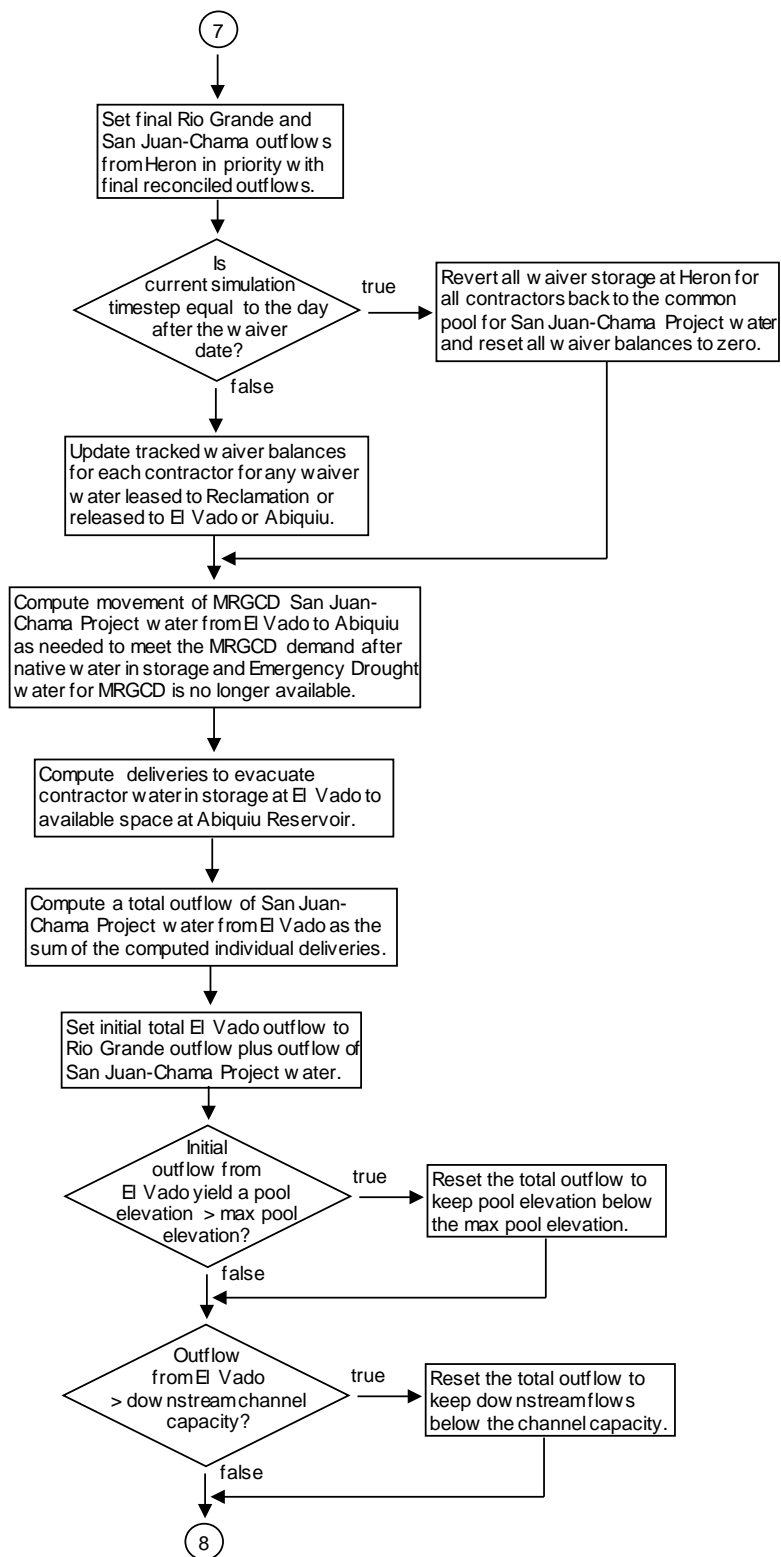 7
Set final Rio Grande and
San Juan-Chama outflows
from Heron in priority with
final reconciled outflows.
Is
current simulation
timestep equal to the day
after the waiver
date?
true
Revert all waiver storage at Heron for
all contractors back to the common
pool for San Juan-Chama Project water
and reset all waiver balances to zero.
false
Update tracked waiver balances
for each contractor for any waiver
water leased to Reclamation or
released to El Vado or Abiquiu.
Compute movement of MRGCD San Juan-
Chama Project water from El Vado to Abiquiu
as needed to meet the MRGCD demand after
native water in storage and Emergency Drought
water for MRGCD is no longer available.
Compute deliveries to evacuate
contractor water in storage at El Vado to
available space at Abiquiu Reservoir.
Compute a total outflow of San Juan-
Chama Project water from El Vado as the
sum of the computed individual deliveries.
Set initial total El Vado outflow to
Rio Grande outflow plus outflow of
San Juan-Chama Project water.
Initial
outflow from
El Vado yield a pool
elevation > max pool
elevation?
true
Reset the total outflow to
keep pool elevation below
the max pool elevation.
false
Outflow
from El Vado
> downstream channel
capacity?
true
Reset the total outflow to
keep downstream flows
below the channel capacity.
false
8